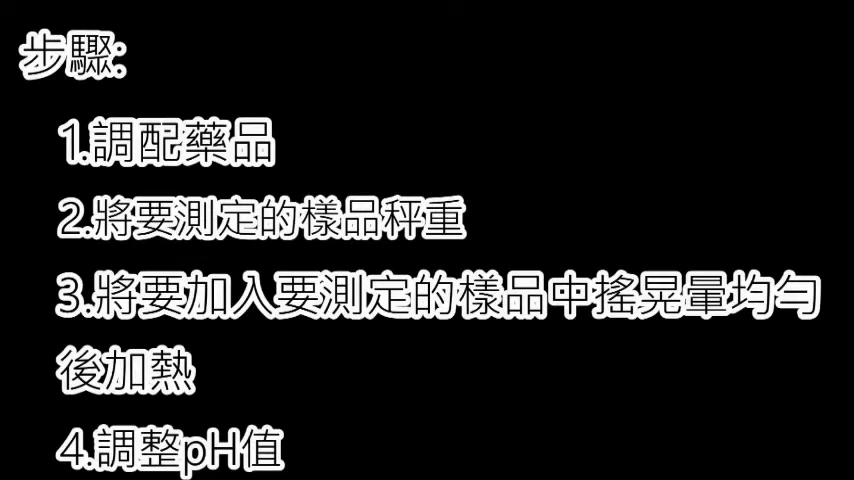 步驟:
1.調配藥品
2.將要測定的樣品秤重
3.將要加入要測定的樣品中搖晃暈均勻
後加熱
4.調整pH值